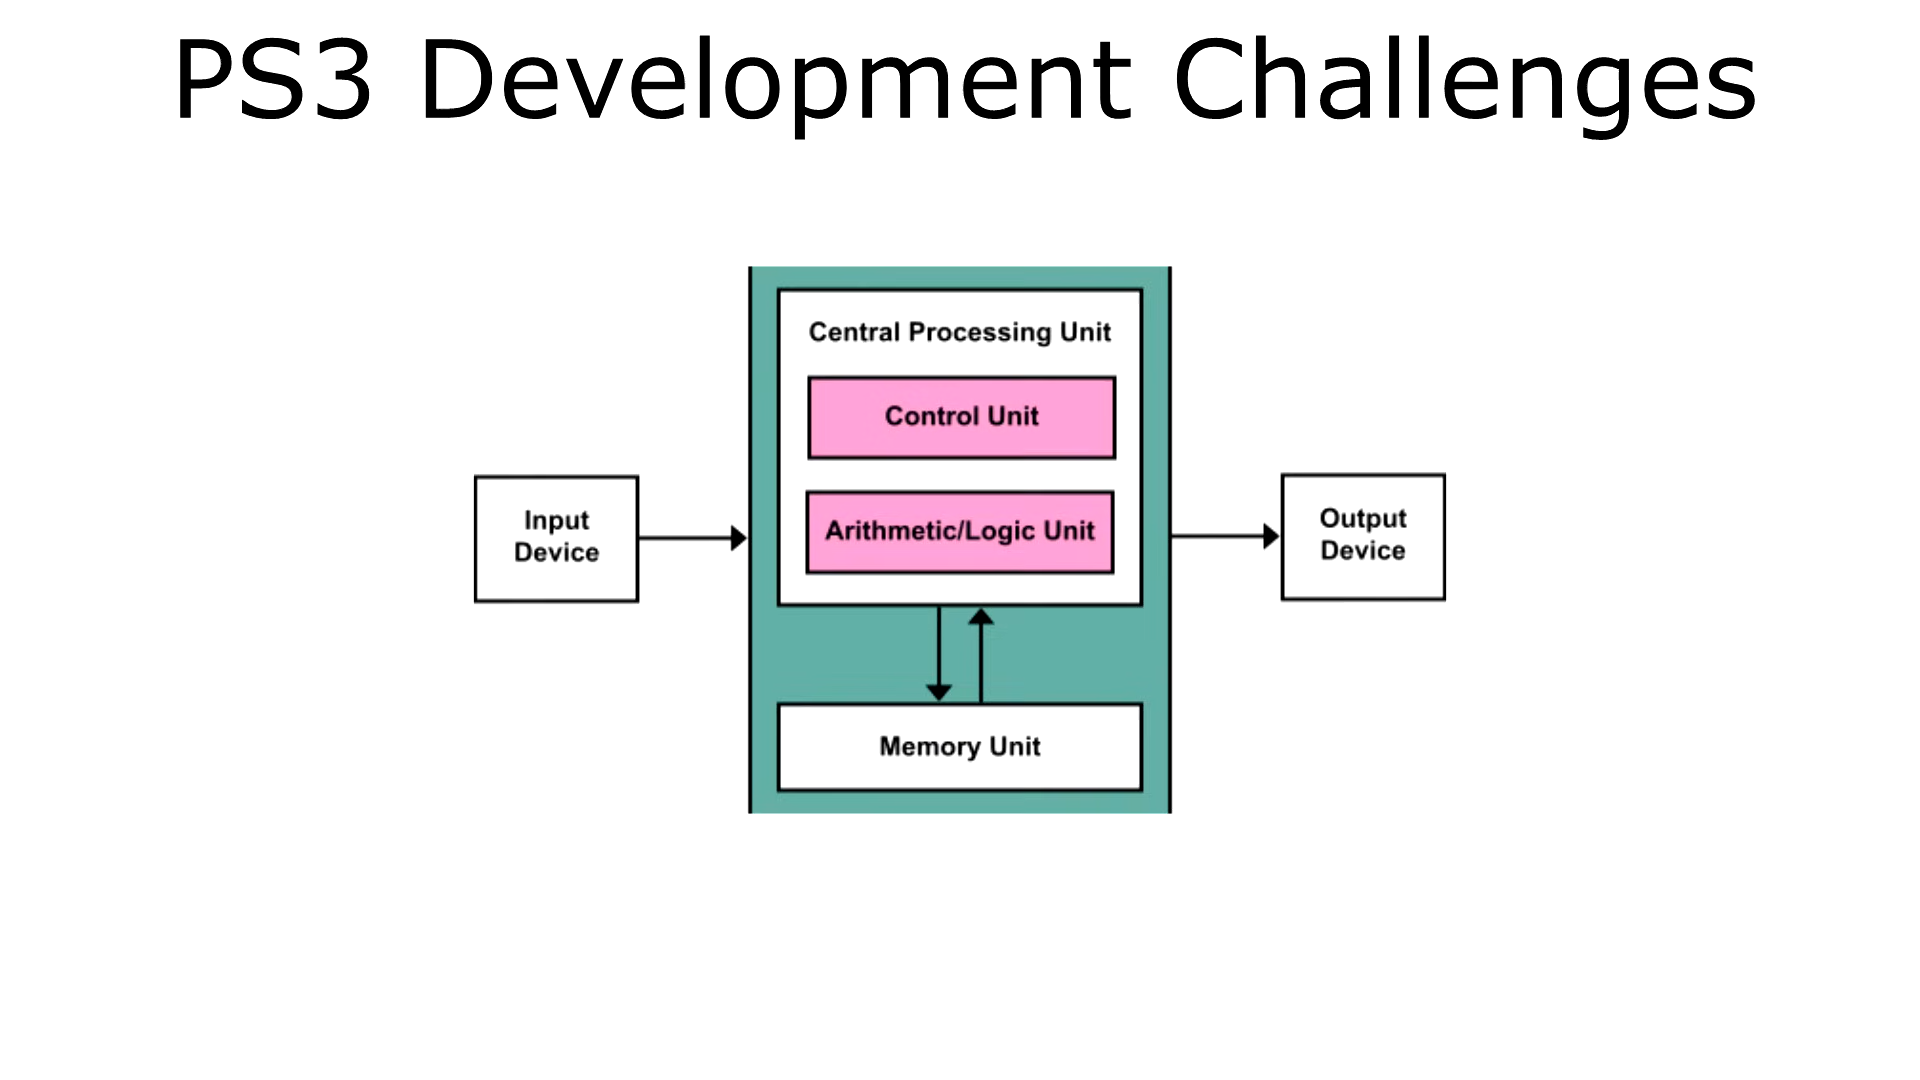 PS3 Development Challenges
Central Processing Unit
Control Unit
Arithmetic/Logic Unit
Input
Device
Output
Device
Memory Unit